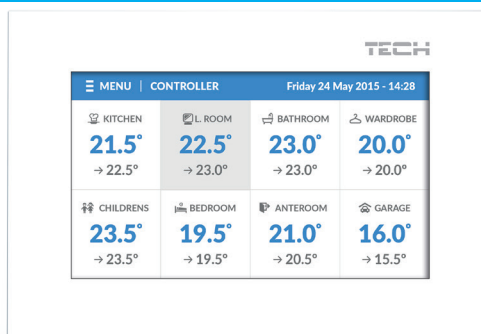 TECH
MENU | CONTROLLER Friday 24 May 2015 - 14:28
KITCHEN L. ROOM BATHROOM WARDROBE
21.5° 22.5° 23.0° 20.0°
→ 22.5° → 23.0° → 23.0° → 20.0°
CHILDRENS BEDROOM ANTEROOM GARAGE
23.5° 19.5° 21.0° 16.0°
→ 23.5° → 19.5° → 20.5° → 15.5°